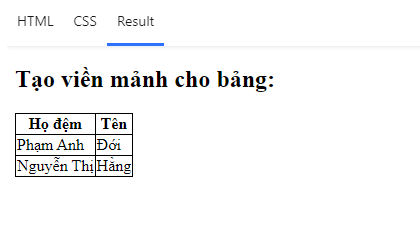 HTML CSS Result
Tạo viền mảnh cho bảng:
Họ đệm Tên
Phạm Anh Đới
Nguyễn Thị Hằng